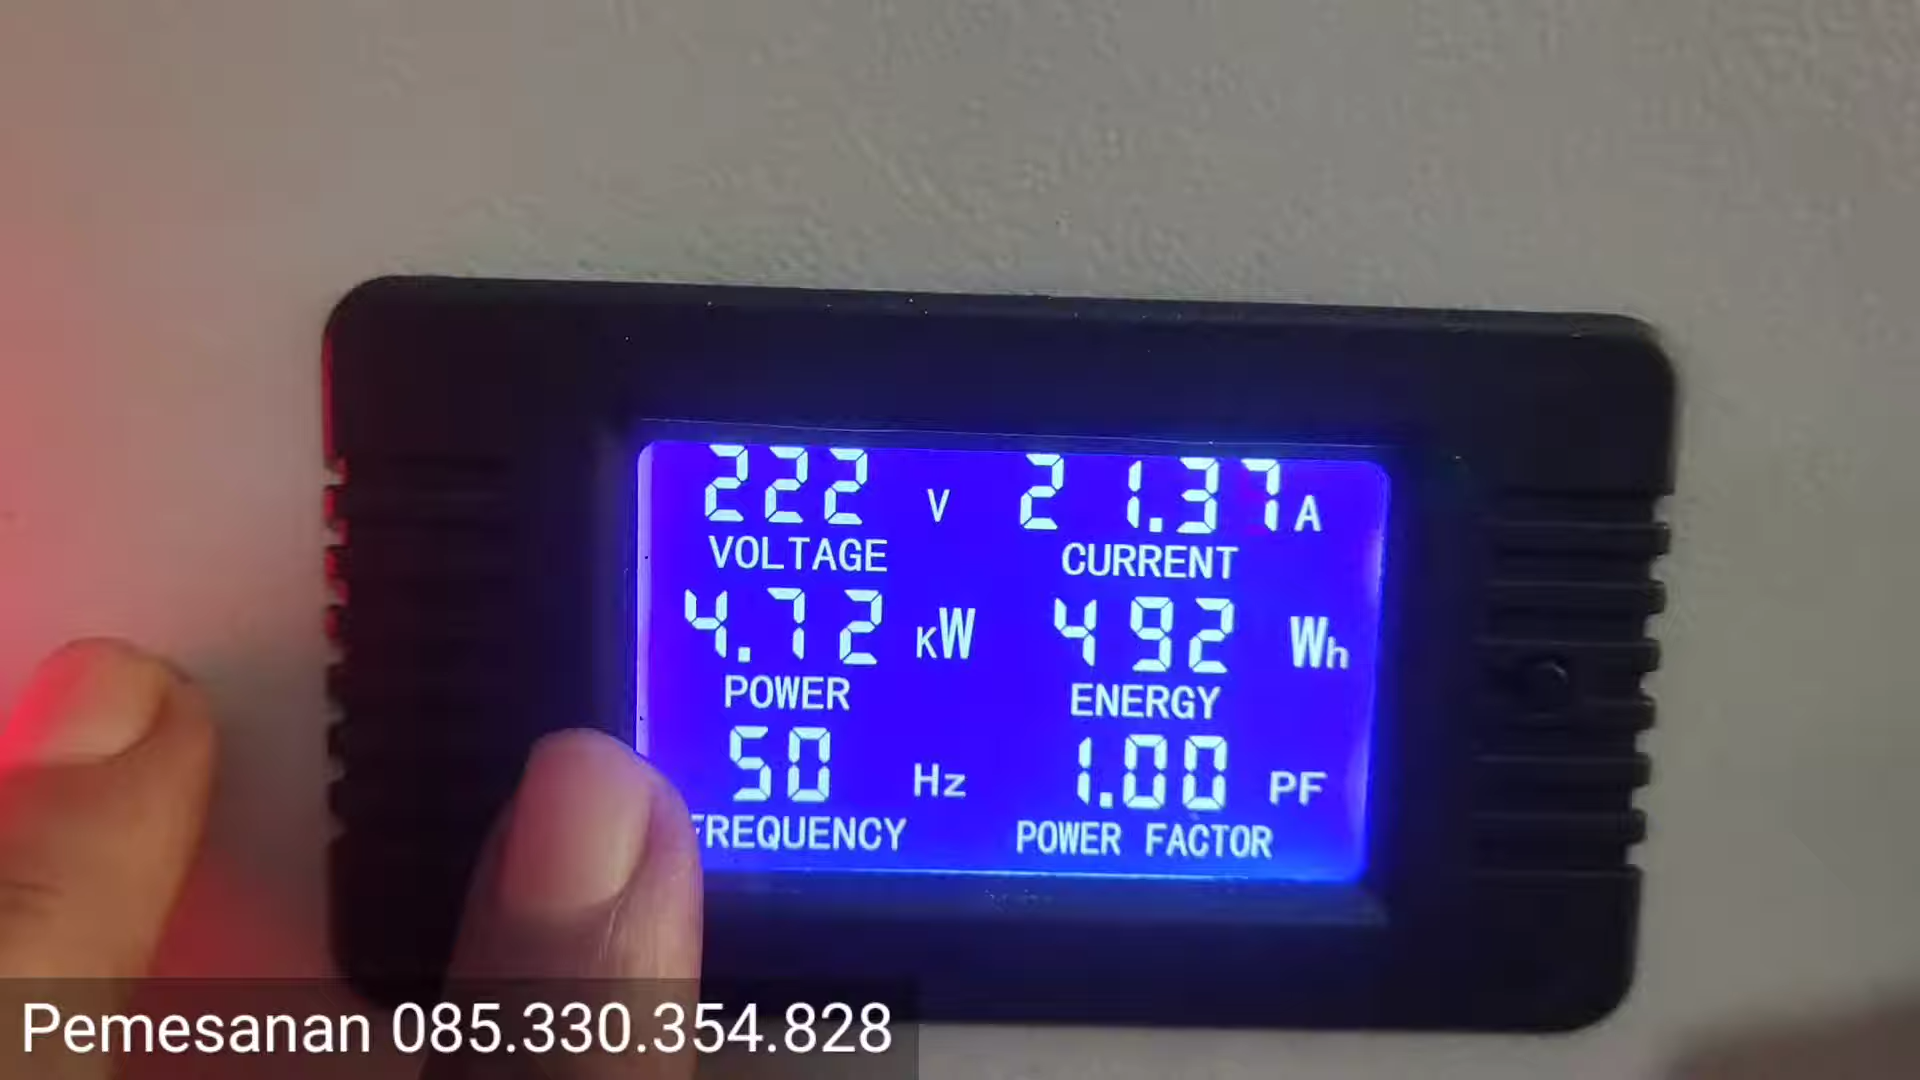 222 V 21.37 A
VOLTAGE CURRENT
4.72 KW 492 Wh
POWER ENERGY
50 Hz 1.00 PF
FREQUENCY POWER FACTOR
Pemesanan 085.330.354.828